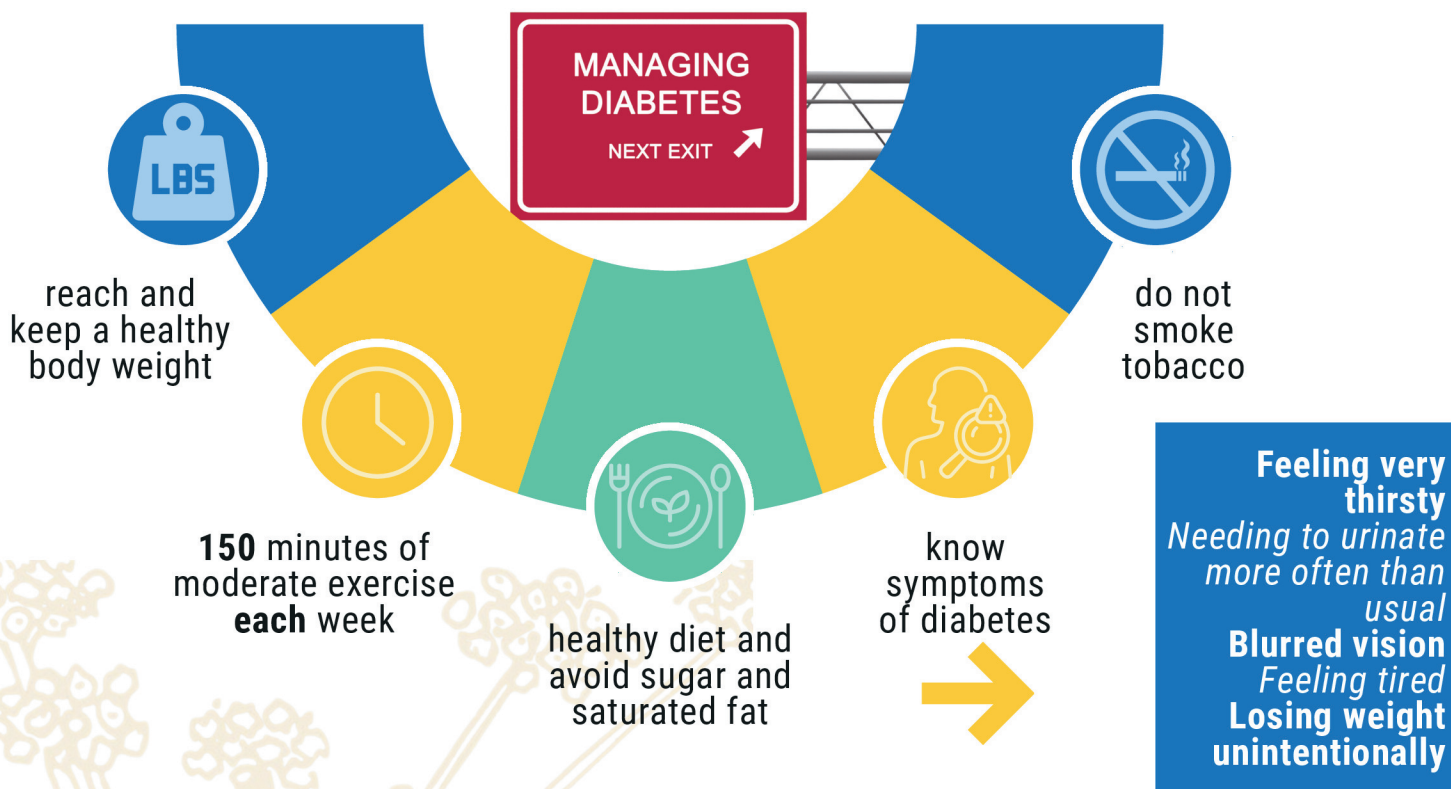 MANAGING
DIABETES
NEXT EXIT
LBS
reach and
keep a healthy
body weight
150 minutes of
moderate exercise
each week
healthy diet and
avoid sugar and
saturated fat
know
symptoms
of diabetes
do not
smoke
tobacco
Feeling very
thirsty
Needing to urinate
more often than
usual
Blurred vision
Feeling tired
Losing weight
unintentionally